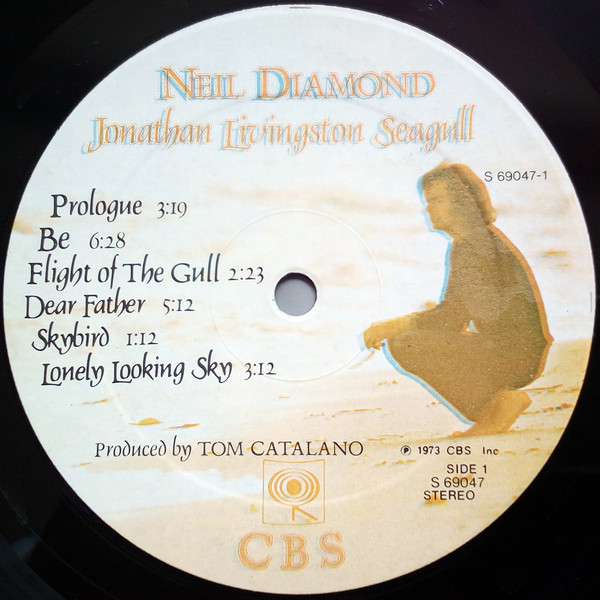 NEIL DIAMOND
Jonathan Livingston Seagull
S 69047-1
Prologue 3:19
Be 6:28
Flight of The Gull 2:23
Dear Father 5:12
Skybird 1:12
Lonely Looking Sky 3:12
Produced by TOM CATALANO
℗ 1973 CBS Inc
SIDE 1
S 69047
STEREO
CBS